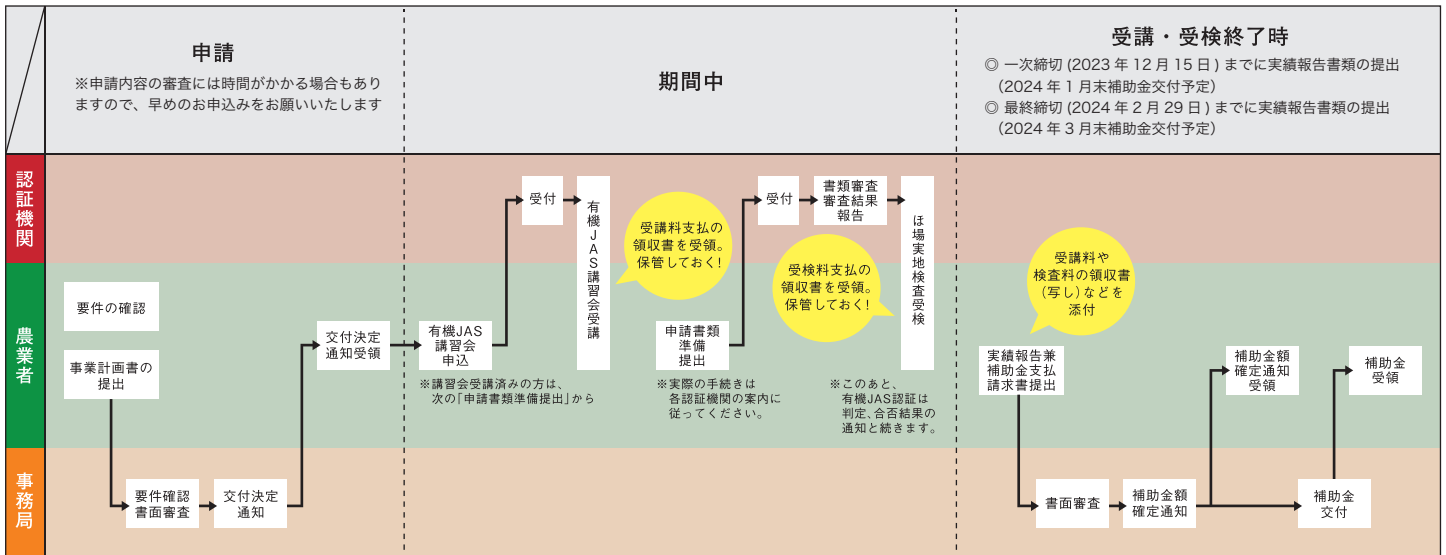 申請
※申請内容の審査には時間がかかる場合もあり
ますので、早めのお申込みをお願いいたします
期間中
受講・受検終了時
◎ 一次締切 (2023 年 12 月 15 日 ) までに実績報告書類の提出
（2024 年 1 月末補助金交付予定）
◎ 最終締切 (2024 年 2 月 29 日 ) までに実績報告書類の提出
（2024 年 3 月末補助金交付予定）
認証機関
受付
有機JAS講習会受講
受講料支払の
領収書を受領。
保管しておく!
受付
書類審査
審査結果
報告
受検料支払の
領収書を受領。
保管しておく!
ほ場実地検査受検
農業者
要件の確認
事業計画書の
提出
交付決定
通知受領
有機JAS
講習会
申込
※講習会受講済みの方は、
次の「申請書類準備提出」から
申請書類
準備
提出
※実際の手続きは
各認証機関の案内に
従ってください。
※このあと、
有機JAS認証は
判定、合否結果の
通知と続きます。
受講料や
検査料の領収書
(写し)などを
添付
実績報告兼
補助金支払
請求書提出
補助金額
確定通知
受領
補助金
受領
事務局
要件確認
書面審査
交付決定
通知
書面審査
補助金額
確定通知
補助金
交付